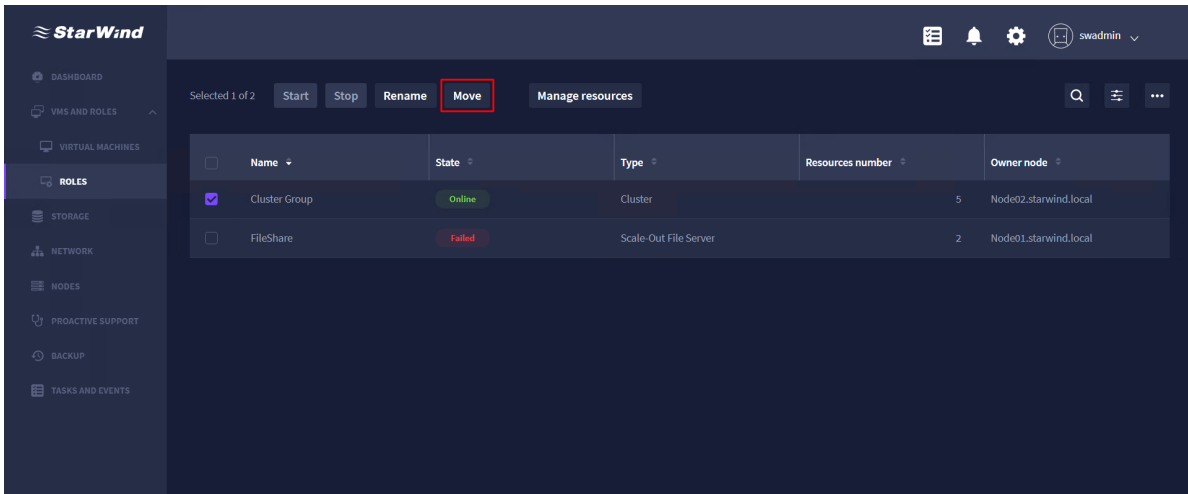 StarWind
swadmin
DASHBOARD
VMS AND ROLES
VIRTUAL MACHINES
ROLES
STORAGE
NETWORK
NODES
PROACTIVE SUPPORT
BACKUP
TASKS AND EVENTS
Selected 1 of 2 Start Stop Rename Move Manage resources
Name State Type Resources number Owner node
Cluster Group Online Cluster 5 Node02.starwind.local
FileShare Failed Scale-Out File Server 2 Node01.starwind.local